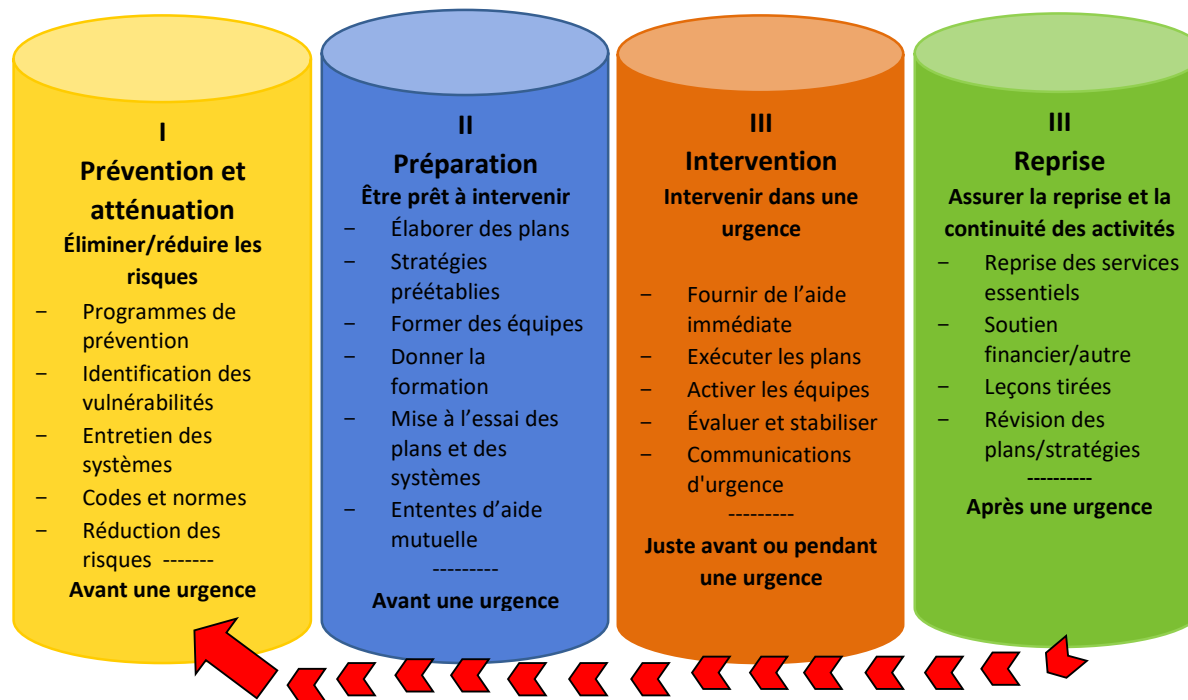 I
Prévention et
atténuation
Éliminer/réduire les
risques
– Programmes de
prévention
– Identification des
vulnérabilités
– Entretien des
systèmes
– Codes et normes
– Réduction des
risques -------
Avant une urgence
II
Préparation
Être prêt à intervenir
– Élaborer des plans
– Stratégies
préétablies
– Former des équipes
– Donner la
formation
– Mise à l’essai des
plans et des
systèmes
– Ententes d’aide
mutuelle
---------
Avant une urgence
III
Intervention
Intervenir dans une
urgence
– Fournir de l’aide
immédiate
– Exécuter les plans
– Activer les équipes
– Évaluer et stabiliser
– Communications
d'urgence
---------
Juste avant ou pendant
une urgence
III
Reprise
Assurer la reprise et la
continuité des activités
– Reprise des services
essentiels
– Soutien
financier/autre
– Leçons tirées
– Révision des
plans/stratégies
----------
Après une urgence